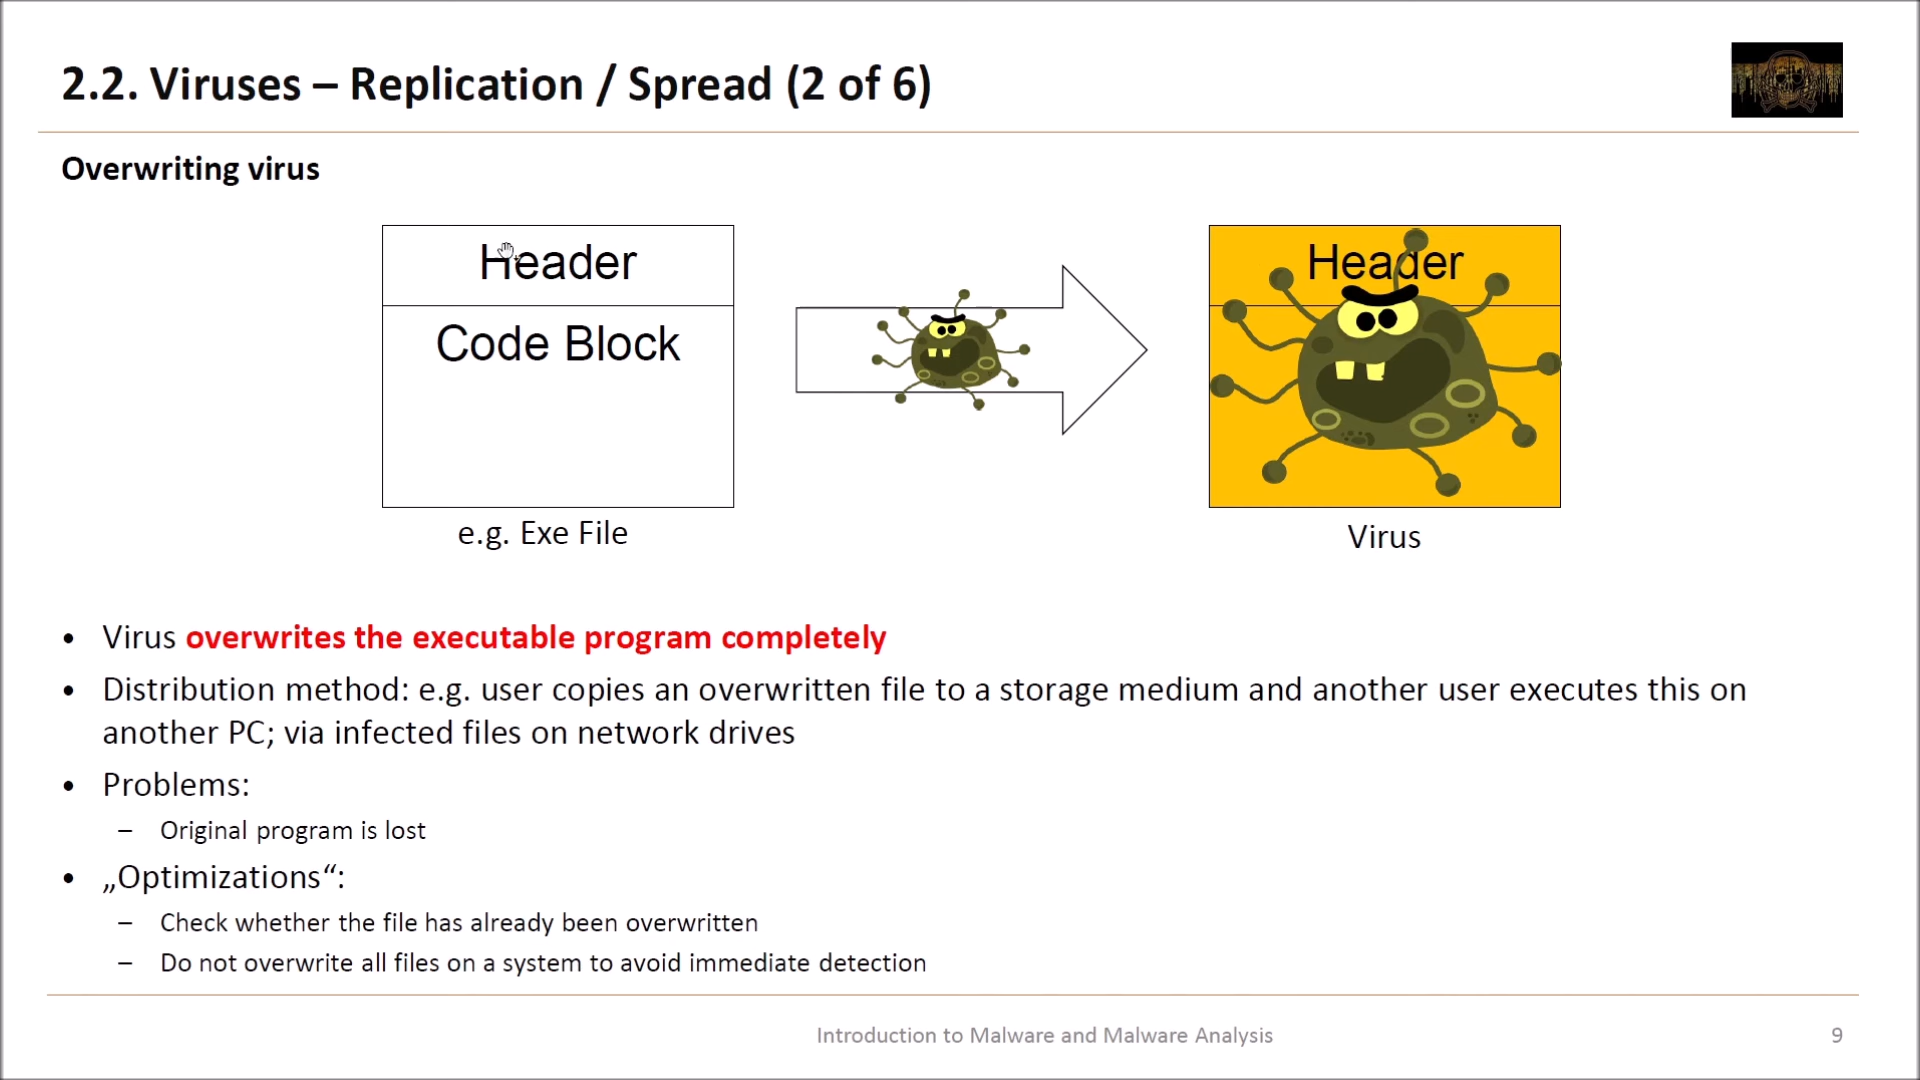 2.2. Viruses – Replication / Spread (2 of 6)
Overwriting virus
Header
Code Block
e.g. Exe File
Header
Virus
• Virus overwrites the executable program completely
• Distribution method: e.g. user copies an overwritten file to a storage medium and another user executes this on
another PC; via infected files on network drives
• Problems:
– Original program is lost
• „Optimizations“:
– Check whether the file has already been overwritten
– Do not overwrite all files on a system to avoid immediate detection
Introduction to Malware and Malware Analysis
9